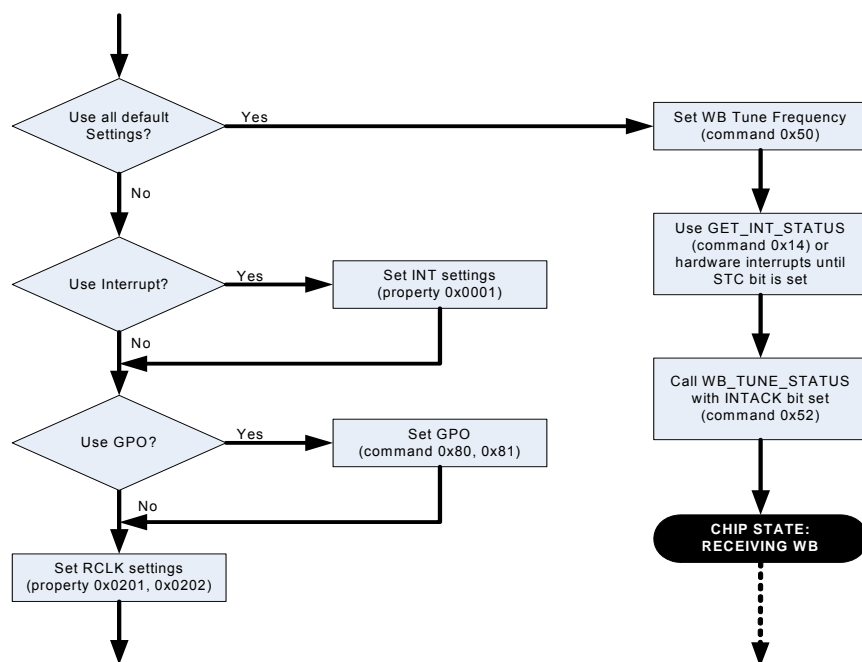 Use all default
Settings?
Yes
Set WB Tune Frequency
(command 0x50)
No
Use GET_INT_STATUS
(command 0x14) or
hardware interrupts until
STC bit is set
Use Interrupt?
Yes
Set INT settings
(property 0x0001)
No
Call WB_TUNE_STATUS
with INTACK bit set
(command 0x52)
Use GPO?
Yes
Set GPO
(command 0x80, 0x81)
No
CHIP STATE:
RECEIVING WB
Set RCLK settings
(property 0x0201, 0x0202)